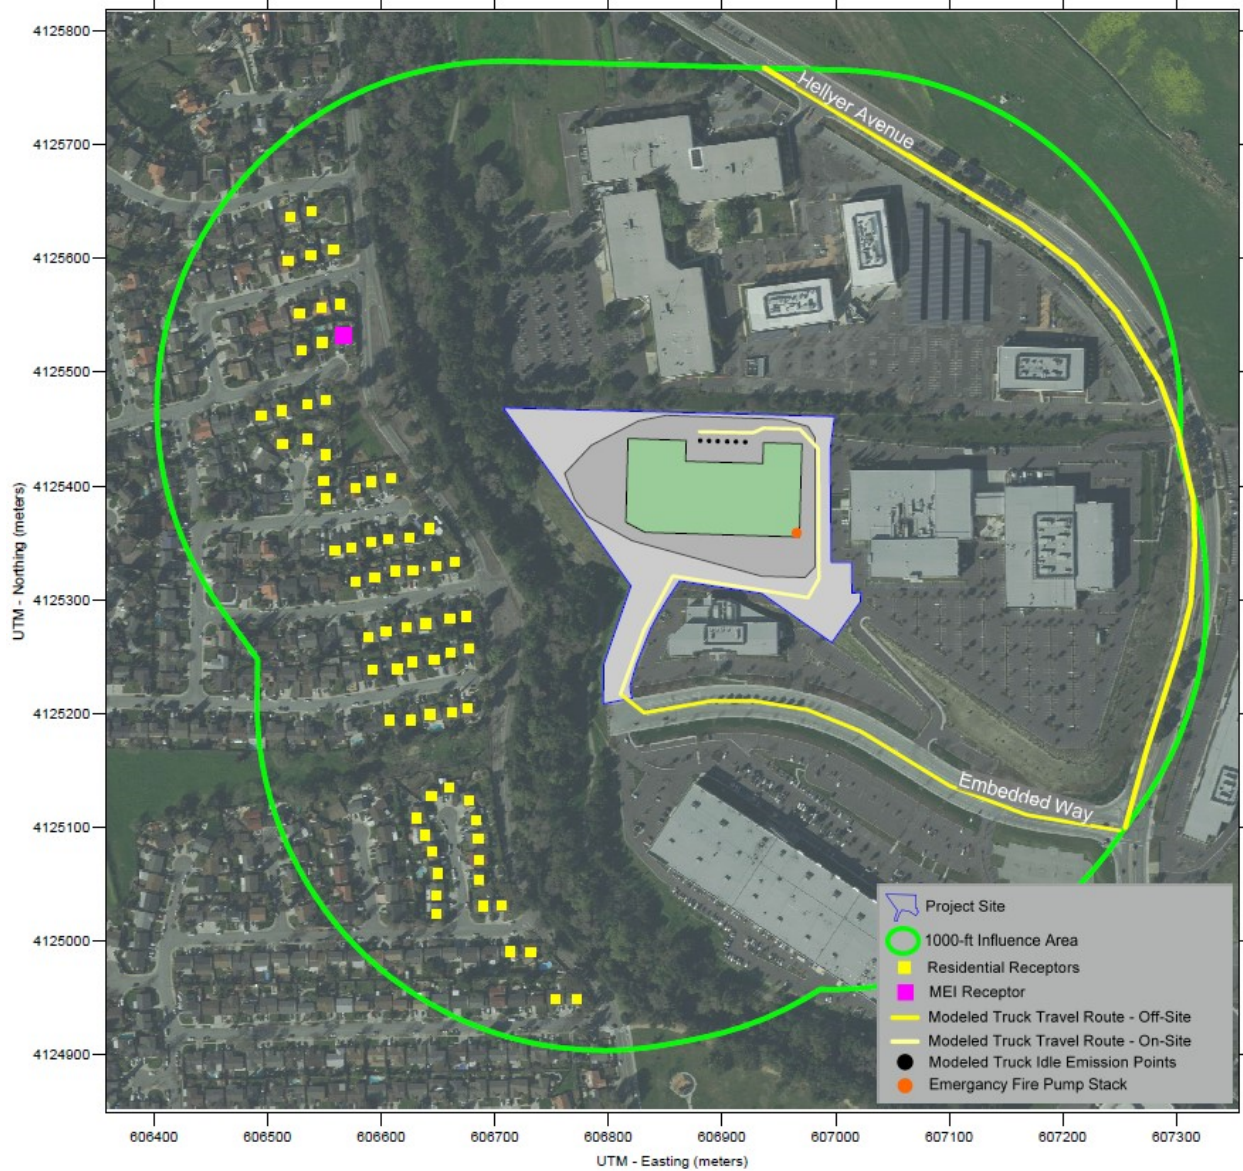 4125800
4125700
4125600
4125500
4125400
4125300
4125200
4125100
4125000
4124900
UTM - Northing (meters)
Hellyer Avenue
Embedded Way
Project Site
1000-ft Influence Area
Residential Receptors
MEI Receptor
Modeled Truck Travel Route - Off-Site
Modeled Truck Travel Route - On-Site
Modeled Truck Idle Emission Points
Emergancy Fire Pump Stack
606400 606500 606600 606700 606800 606900 607000 607100 607200 607300
UTM - Easting (meters)